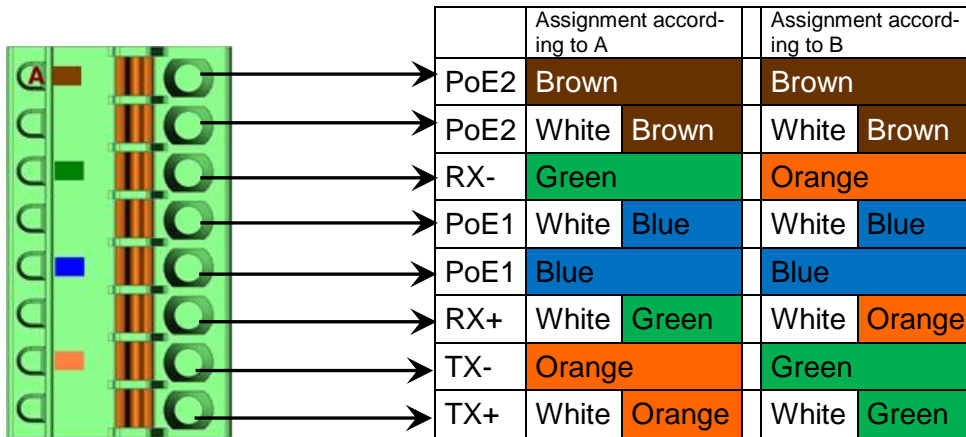 Assignment accord- Assignment accord-
ing to A ing to B
A PoE2 Brown Brown
PoE2 White Brown White Brown
RX- Green Orange
PoE1 White Blue White Blue
PoE1 Blue Blue
RX+ White Green White Orange
TX- Orange Green
TX+ White Orange White Green